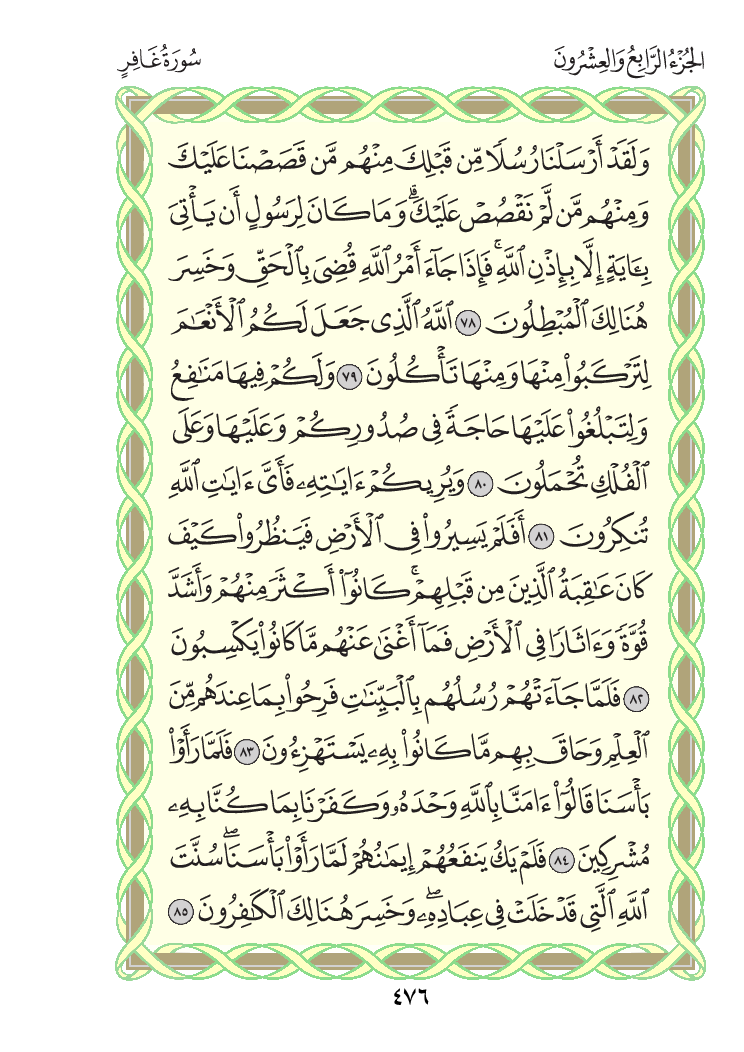 الجُزْءُ الرَّابِعُ وَالعِشْرُونَ
سُورَةُ غَافِرٍ
وَلَقَدْ أَرْسَلْنَا رُسُلًا مِّن قَبْلِكَ مِنْهُم مَّن قَصَصْنَا عَلَيْكَ
وَمِنْهُم مَّن لَّمْ نَقْصُصْ عَلَيْكَۗ وَمَا كَانَ لِرَسُولٍ أَن يَأْتِىَ
بِـَٔايَةٍ إِلَّا بِإِذْنِ ٱللَّهِۚ فَإِذَا جَآءَ أَمْرُ ٱللَّهِ قُضِىَ بِٱلْحَقِّ وَخَسِرَ
هُنَالِكَ ٱلْمُبْطِلُونَ ٧٨ ٱللَّهُ ٱلَّذِى جَعَلَ لَكُمُ ٱلْأَنْعَٰمَ
لِتَرْكَبُوا۟ مِنْهَا وَمِنْهَا تَأْكُلُونَ ٧٩ وَلَكُمْ فِيهَا مَنَٰفِعُ
وَلِتَبْلُغُوا۟ عَلَيْهَا حَاجَةً فِى صُدُورِكُمْ وَعَلَيْهَا وَعَلَى
ٱلْفُلْكِ تُحْمَلُونَ ٨٠ وَيُرِيكُمْ ءَايَٰتِهِۦ فَأَىَّ ءَايَٰتِ ٱللَّهِ
تُنكِرُونَ ٨١ أَفَلَمْ يَسِيرُوا۟ فِى ٱلْأَرْضِ فَيَنظُرُوا۟ كَيْفَ
كَانَ عَٰقِبَةُ ٱلَّذِينَ مِن قَبْلِهِمْۚ كَانُوٓا۟ أَكْثَرَ مِنْهُمْ وَأَشَدَّ
قُوَّةً وَءَاثَارًا فِى ٱلْأَرْضِ فَمَآ أَغْنَىٰ عَنْهُم مَّا كَانُوا۟ يَكْسِبُونَ
٨٢ فَلَمَّا جَآءَتْهُمْ رُسُلُهُم بِٱلْبَيِّنَٰتِ فَرِحُوا۟ بِمَا عِندَهُم مِّنَ
ٱلْعِلْمِ وَحَاقَ بِهِم مَّا كَانُوا۟ بِهِۦ يَسْتَهْزِءُونَ ٨٣ فَلَمَّا رَأَوْا۟
بَأْسَنَا قَالُوٓا۟ ءَامَنَّا بِٱللَّهِ وَحْدَهُۥ وَكَفَرْنَا بِمَا كُنَّا بِهِۦ
مُشْرِكِينَ ٨٤ فَلَمْ يَكُ يَنفَعُهُمْ إِيمَٰنُهُمْ لَمَّا رَأَوْا۟ بَأْسَنَاۖ سُنَّتَ
ٱللَّهِ ٱلَّتِى قَدْ خَلَتْ فِى عِبَادِهِۦۖ وَخَسِرَ هُنَالِكَ ٱلْكَٰفِرُونَ ٨٥
٤٧٦